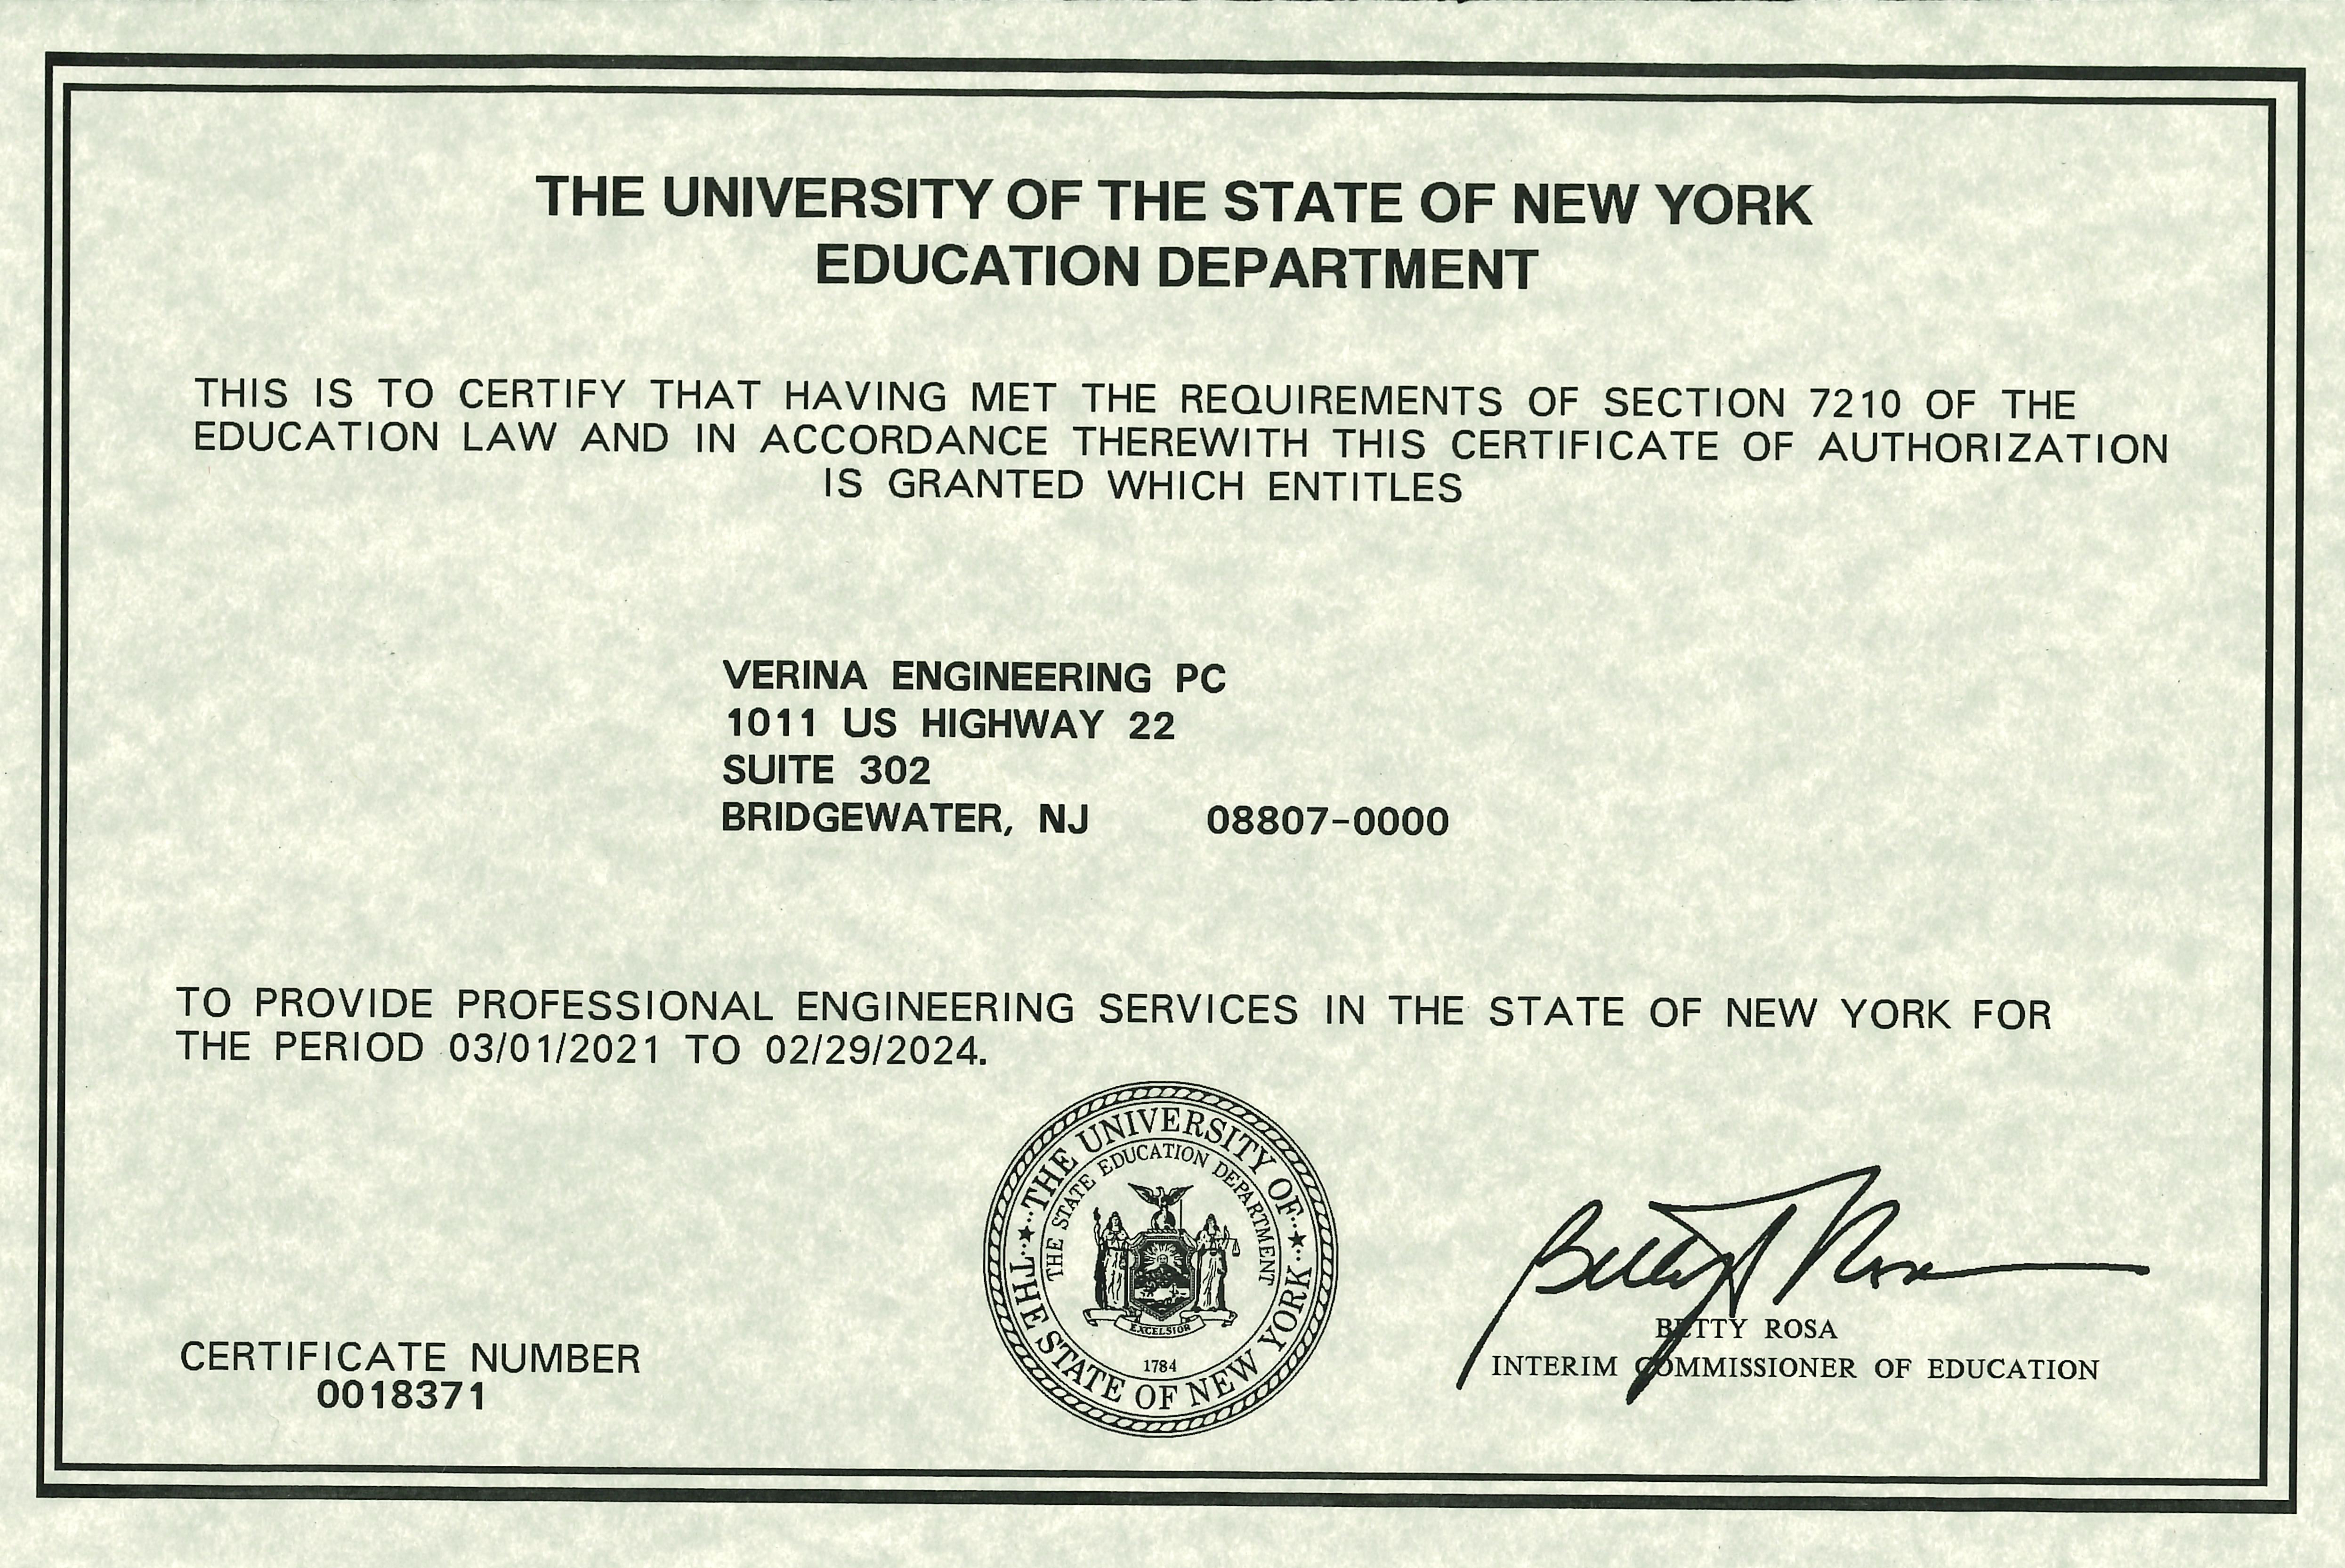 THE UNIVERSITY OF THE STATE OF NEW YORK
EDUCATION DEPARTMENT
THIS IS TO CERTIFY THAT HAVING MET THE REQUIREMENTS OF SECTION 7210 OF THE
EDUCATION LAW AND IN ACCORDANCE THEREWITH THIS CERTIFICATE OF AUTHORIZATION
IS GRANTED WHICH ENTITLES
VERINA ENGINEERING PC
1011 US HIGHWAY 22
SUITE 302
BRIDGEWATER, NJ 08807-0000
TO PROVIDE PROFESSIONAL ENGINEERING SERVICES IN THE STATE OF NEW YORK FOR
THE PERIOD 03/01/2021 TO 02/29/2024.
THE UNIVERSITY OF
THE STATE OF NEW YORK
THE STATE EDUCATION DEPARTMENT
EXCELSIOR
1784
Betty Rosa
BETTY ROSA
INTERIM COMMISSIONER OF EDUCATION
CERTIFICATE NUMBER
0018371